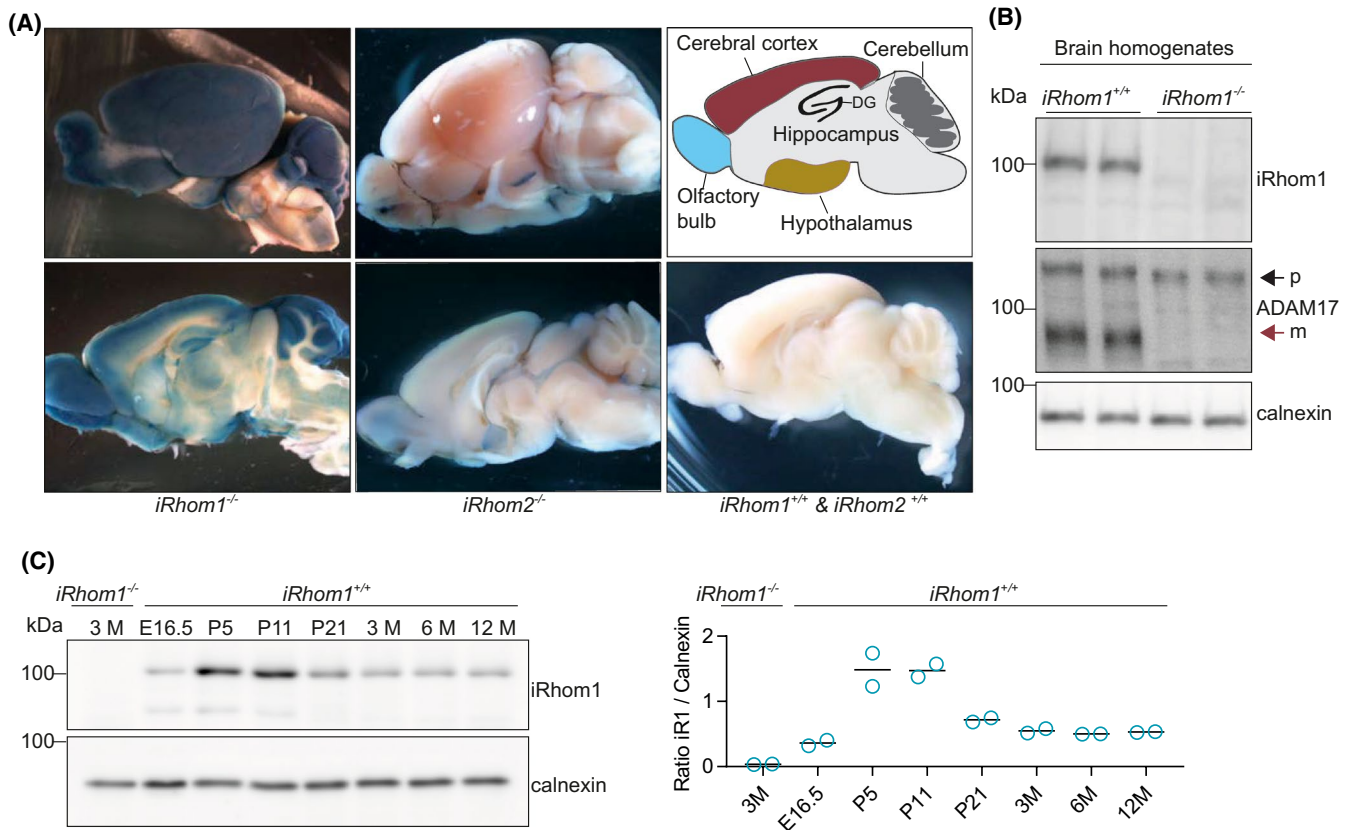 (A)
Cerebral cortex
Cerebellum
DG
Hippocampus
Olfactory
bulb
Hypothalamus
iRhom1-/-
iRhom2-/-
iRhom1+/+ & iRhom2 +/+
(B)
Brain homogenates
kDa
iRhom1+/+
iRhom1-/-
100
iRhom1
p
100
ADAM17
m
100
calnexin
(C)
iRhom1-/-
iRhom1+/+
kDa
3 M E16.5 P5 P11 P21 3 M 6 M 12 M
100
iRhom1
100
calnexin
iRhom1-/-
iRhom1+/+
Ratio iR1 / Calnexin
2
1
0
3M E16.5 P5 P11 P21 3M 6M 12M